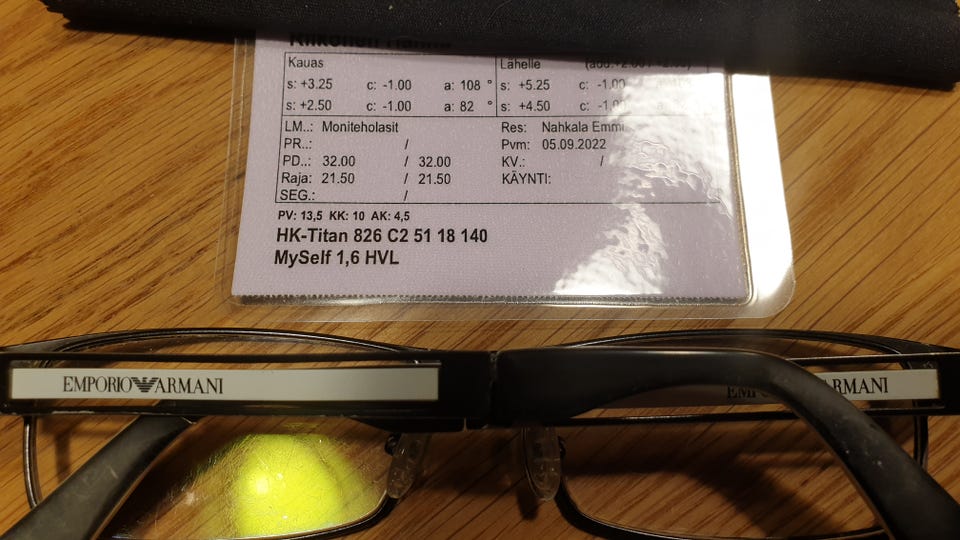 Kaukas Lähelle
s: +3.25 c: -1.00 a: 108 ° s: +5.25 c: -1.00
s: +2.50 c: -1.00 a: 82 ° s: +4.50 c:
LM..: Moniteholasit Res: Nahkala Emmi
PR..: / Pvm: 05.09.2022
PD..: 32.00 / 32.00 KV.: /
Raja: 21.50 / 21.50 KÄYNTI:
SEG.: /
PV: 13,5 KK: 10 AK: 4,5
HK-Titan 826 C2 51 18 140
MySelf 1,6 HVL
EMPORIO ARMANI
ARMANI